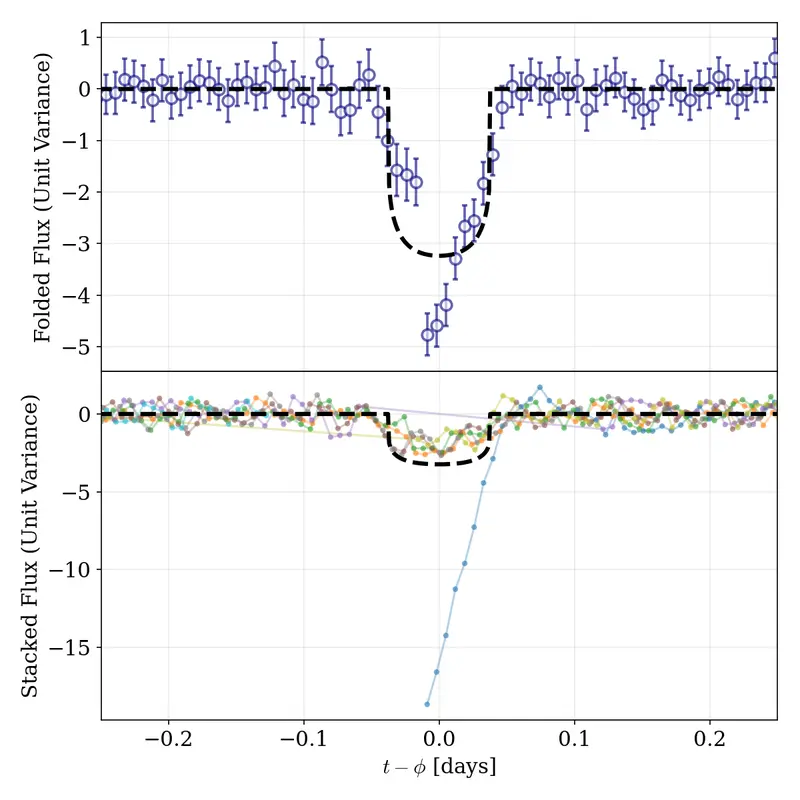 Folded Flux (Unit Variance)
1
0
−1
−2
−3
−4
−5
Stacked Flux (Unit Variance)
0
−5
−10
−15
−0.2 −0.1 0.0 0.1 0.2
t − ϕ [days]